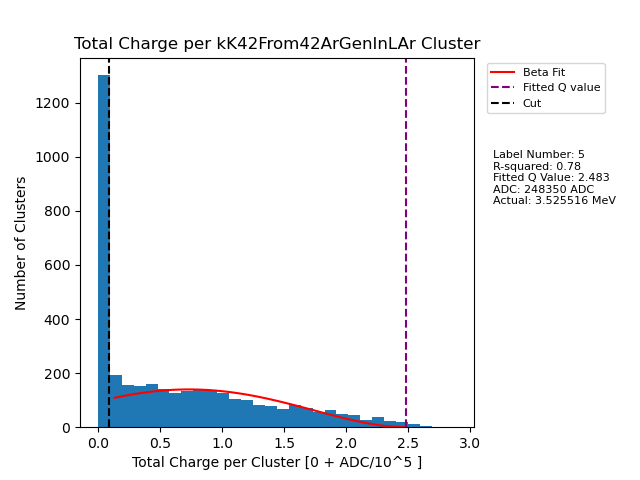 Total Charge per kK42From42ArGenInLAr Cluster
Beta Fit
Fitted Q value
Cut
Label Number: 5
R-squared: 0.78
Fitted Q Value: 2.483
ADC: 248350 ADC
Actual: 3.525516 MeV
Number of Clusters
1200
1000
800
600
400
200
0
0.0 0.5 1.0 1.5 2.0 2.5 3.0
Total Charge per Cluster [0 + ADC/10^5 ]